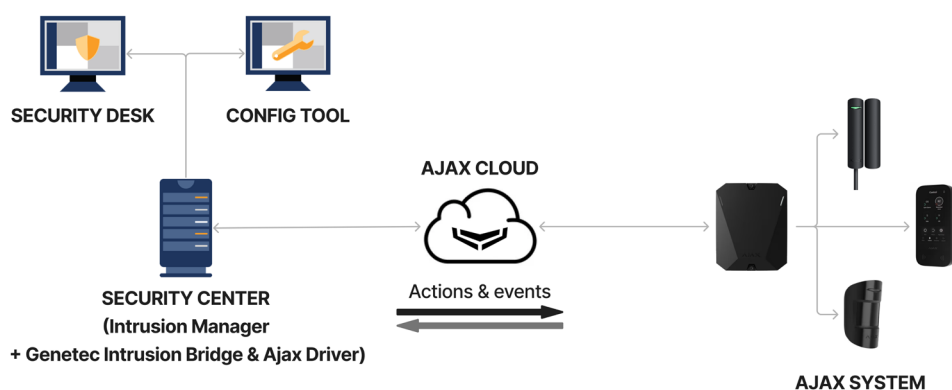 SECURITY DESK
CONFIG TOOL
AJAX CLOUD
Actions & events
SECURITY CENTER
(Intrusion Manager
+ Genetec Intrusion Bridge & Ajax Driver)
AJAX SYSTEM